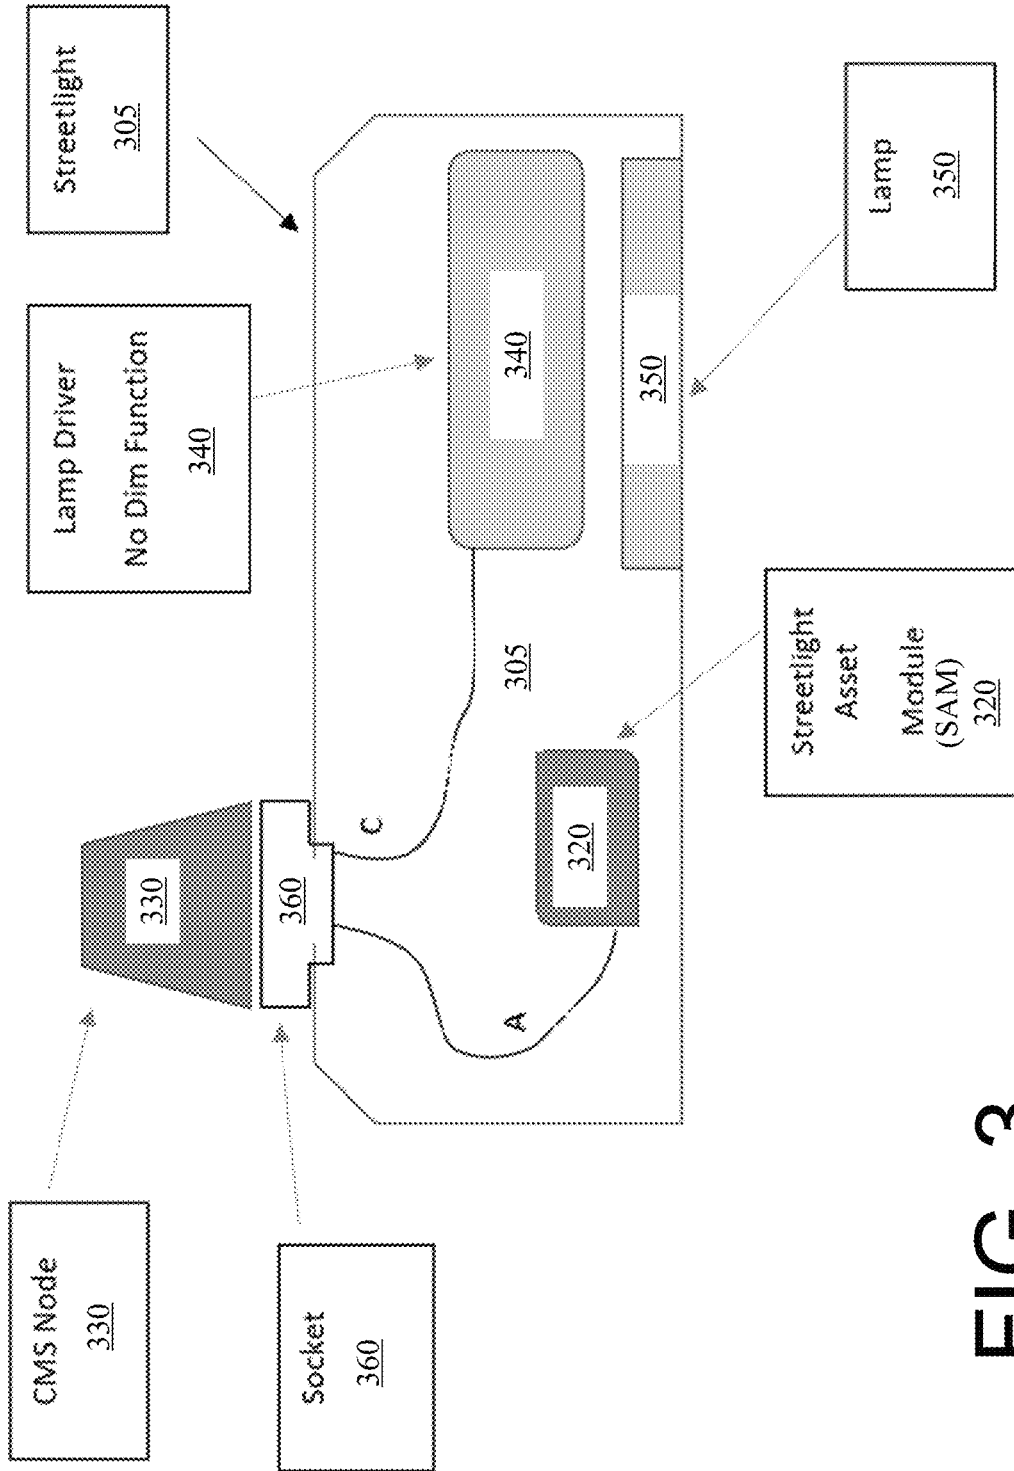 CMS Node
330
Lamp Driver
No Dim Function
340
Streetlight
305
330
Socket
360
360
C
A
340
305
320
350
Streetlight
Asset
Module
(SAM)
320
Lamp
350
FIG 3